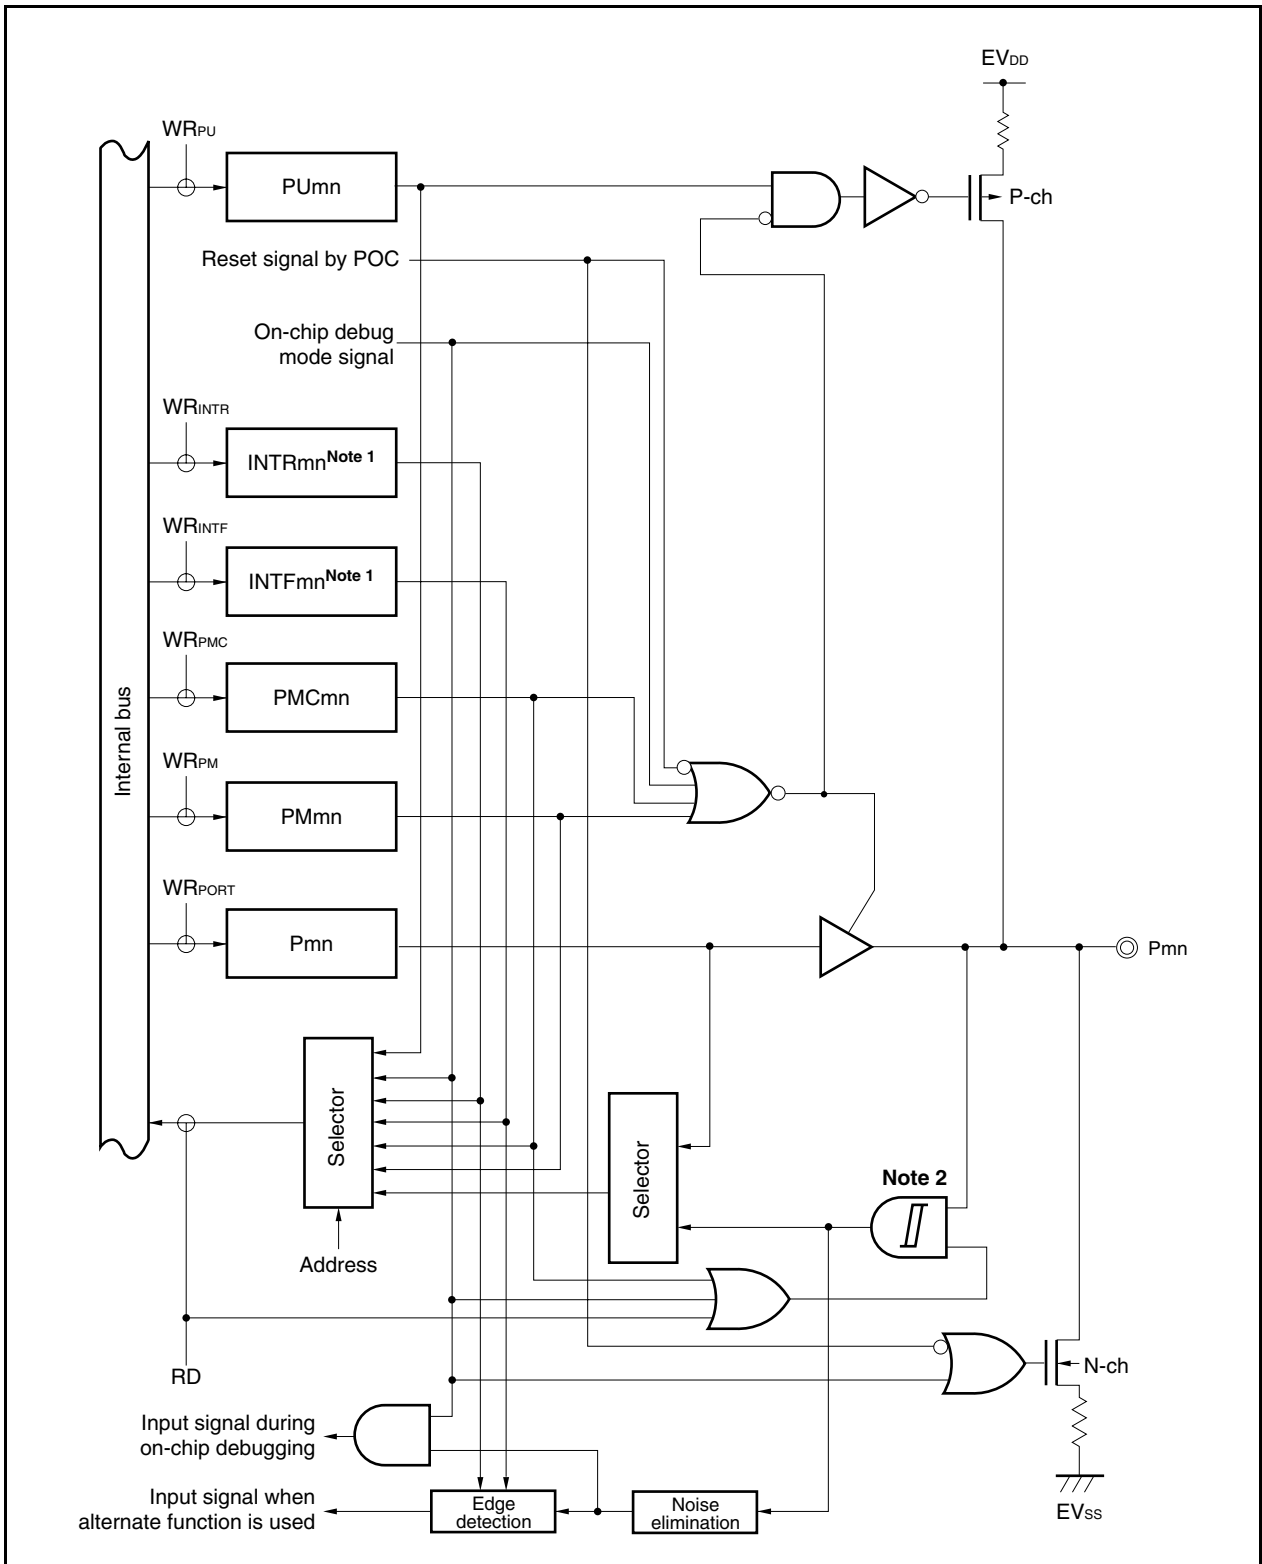 EVDD
WRPU
PUmn
P-ch
Reset signal by POC
On-chip debug
mode signal
WRINTR
INTRmnNote 1
WRINTF
INTFmnNote 1
WRPMC
PMCmn
Internal bus
WRPM
PMmn
WRPORT
Pmn
Pmn
Selector
Selector
Note 2
Address
RD
N-ch
Input signal during
on-chip debugging
Input signal when
alternate function is used
Edge
detection
Noise
elimination
EVSS